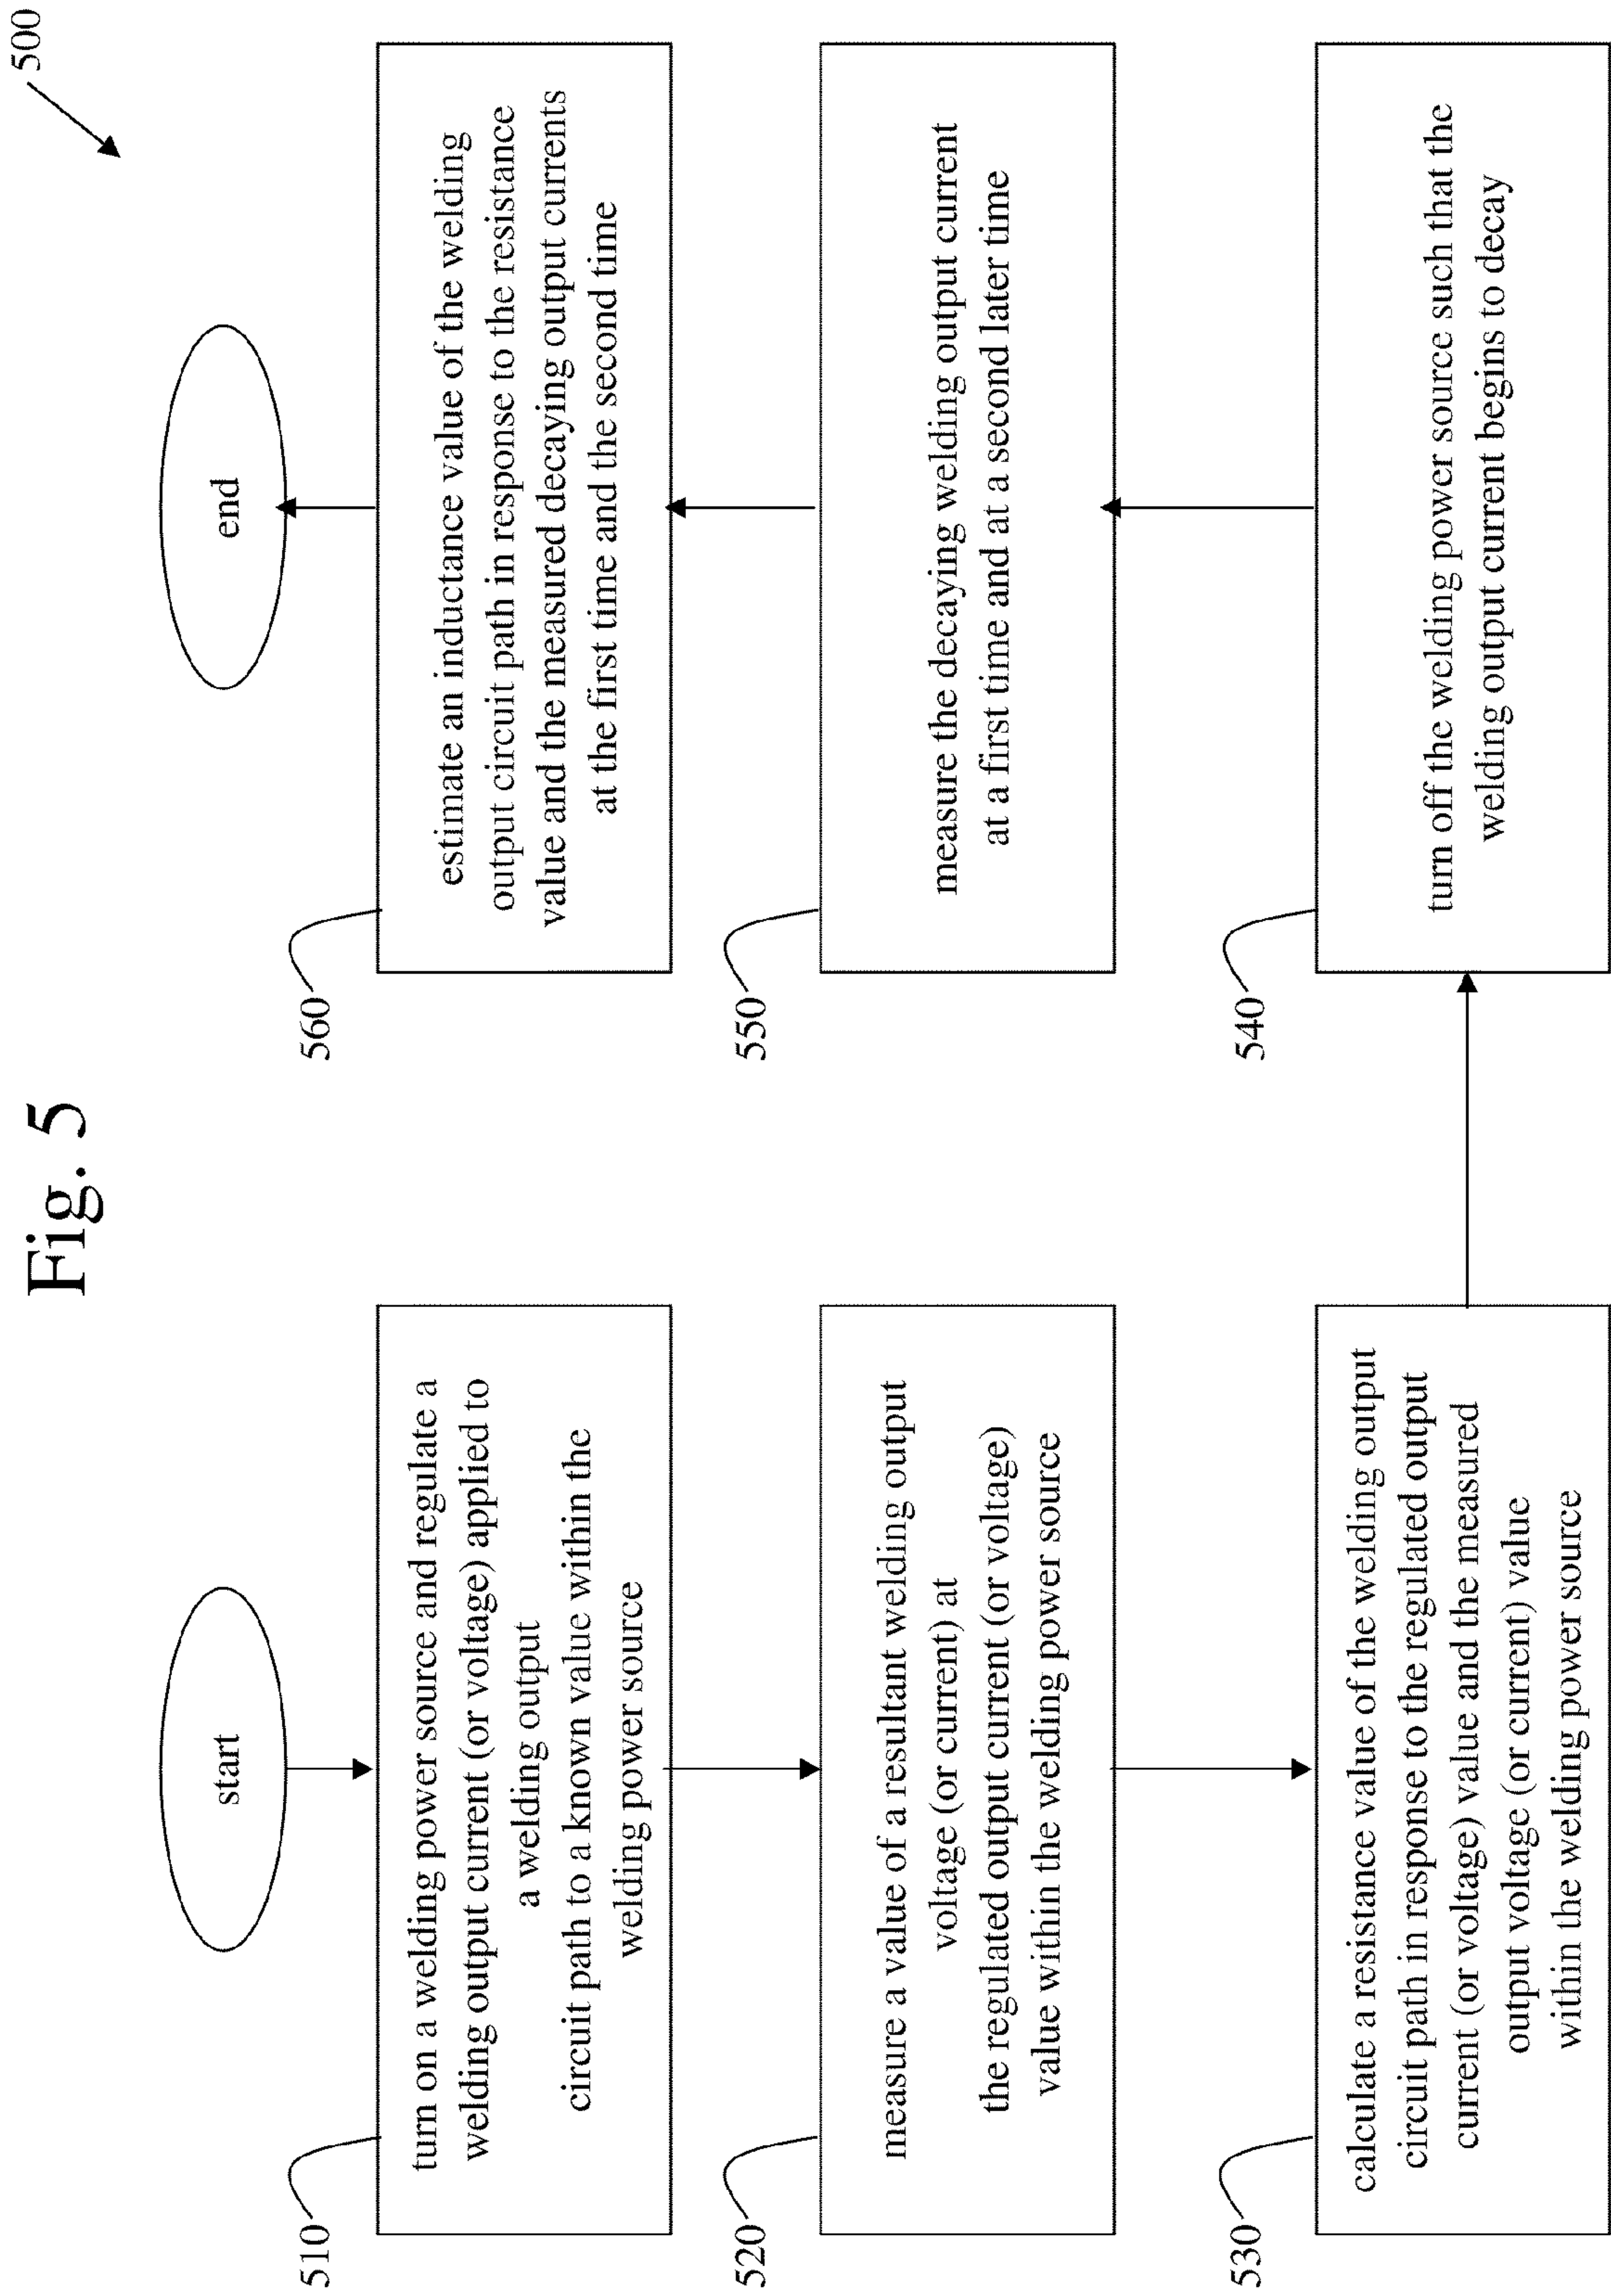 Fig. 5
500
start
510
turn on a welding power source and regulate a
welding output current (or voltage) applied to
a welding output
circuit path to a known value within the
welding power source
520
measure a value of a resultant welding output
voltage (or current) at
the regulated output current (or voltage)
value within the welding power source
530
calculate a resistance value of the welding output
circuit path in response to the regulated output
current (or voltage) value and the measured
output voltage (or current) value
within the welding power source
540
turn off the welding power source such that the
welding output current begins to decay
550
measure the decaying welding output current
at a first time and at a second later time
560
estimate an inductance value of the welding
output circuit path in response to the resistance
value and the measured decaying output currents
at the first time and the second time
end